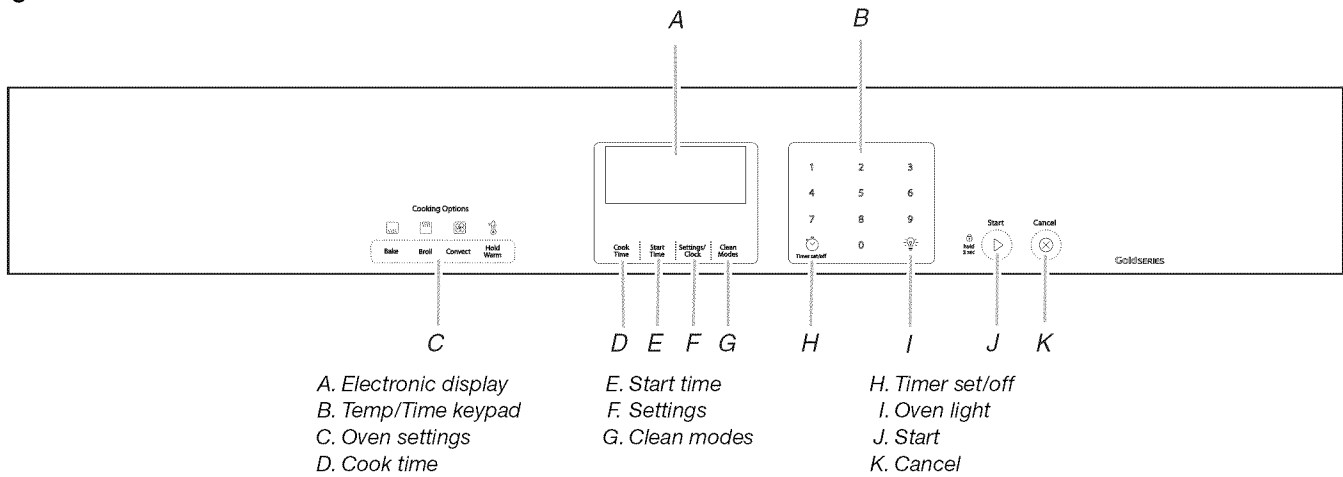 A
B
Cooking Options
Bake
Broil
Convect
Hold
Warm
Cook
Time
Start
Time
Settings/
Clock
Clean
Modes
1 2 3
4 5 6
7 8 9
0
Timer set/off
hold
3 sec
Start
Cancel
GoldSERIES
C
D
E
F
G
H
I
J
K
A. Electronic display
B. Temp/Time keypad
C. Oven settings
D. Cook time
E. Start time
F. Settings
G. Clean modes
H. Timer set/off
I. Oven light
J. Start
K. Cancel